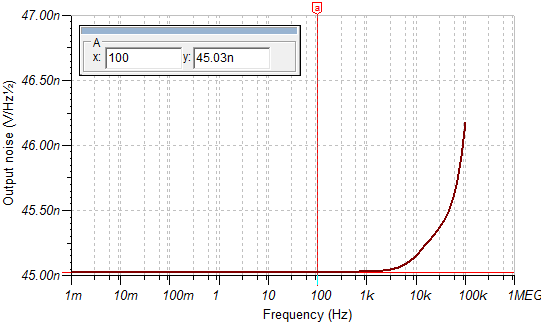 a
47.00n
A
x: 100 y: 45.03n
46.50n
46.00n
45.50n
45.00n
Output noise (V/Hz½)
1m 10m 100m 1 10 100 1k 10k 100k 1MEG
Frequency (Hz)